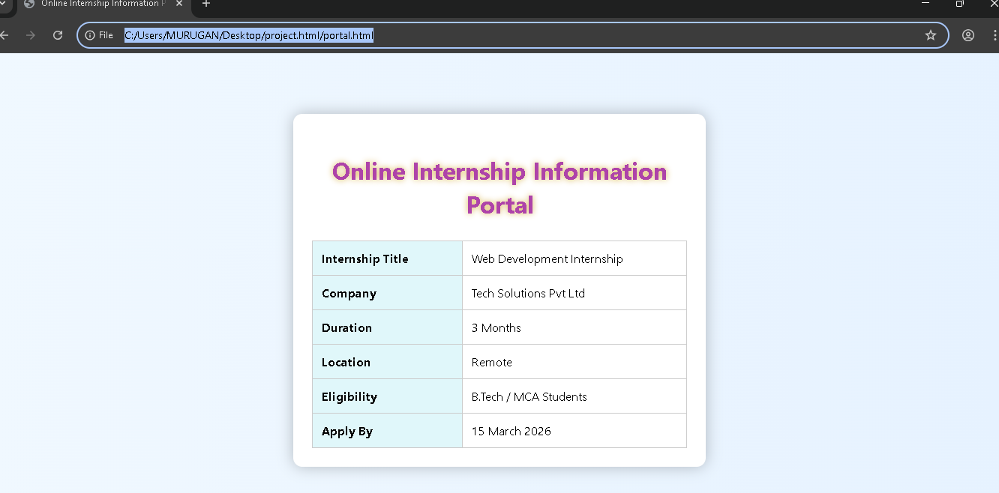 Online Internship Information
File C:/Users/MURUGAN/Desktop/project.html/portal.html
Online Internship Information
Portal
Internship Title Web Development Internship
Company Tech Solutions Pvt Ltd
Duration 3 Months
Location Remote
Eligibility B.Tech / MCA Students
Apply By 15 March 2026